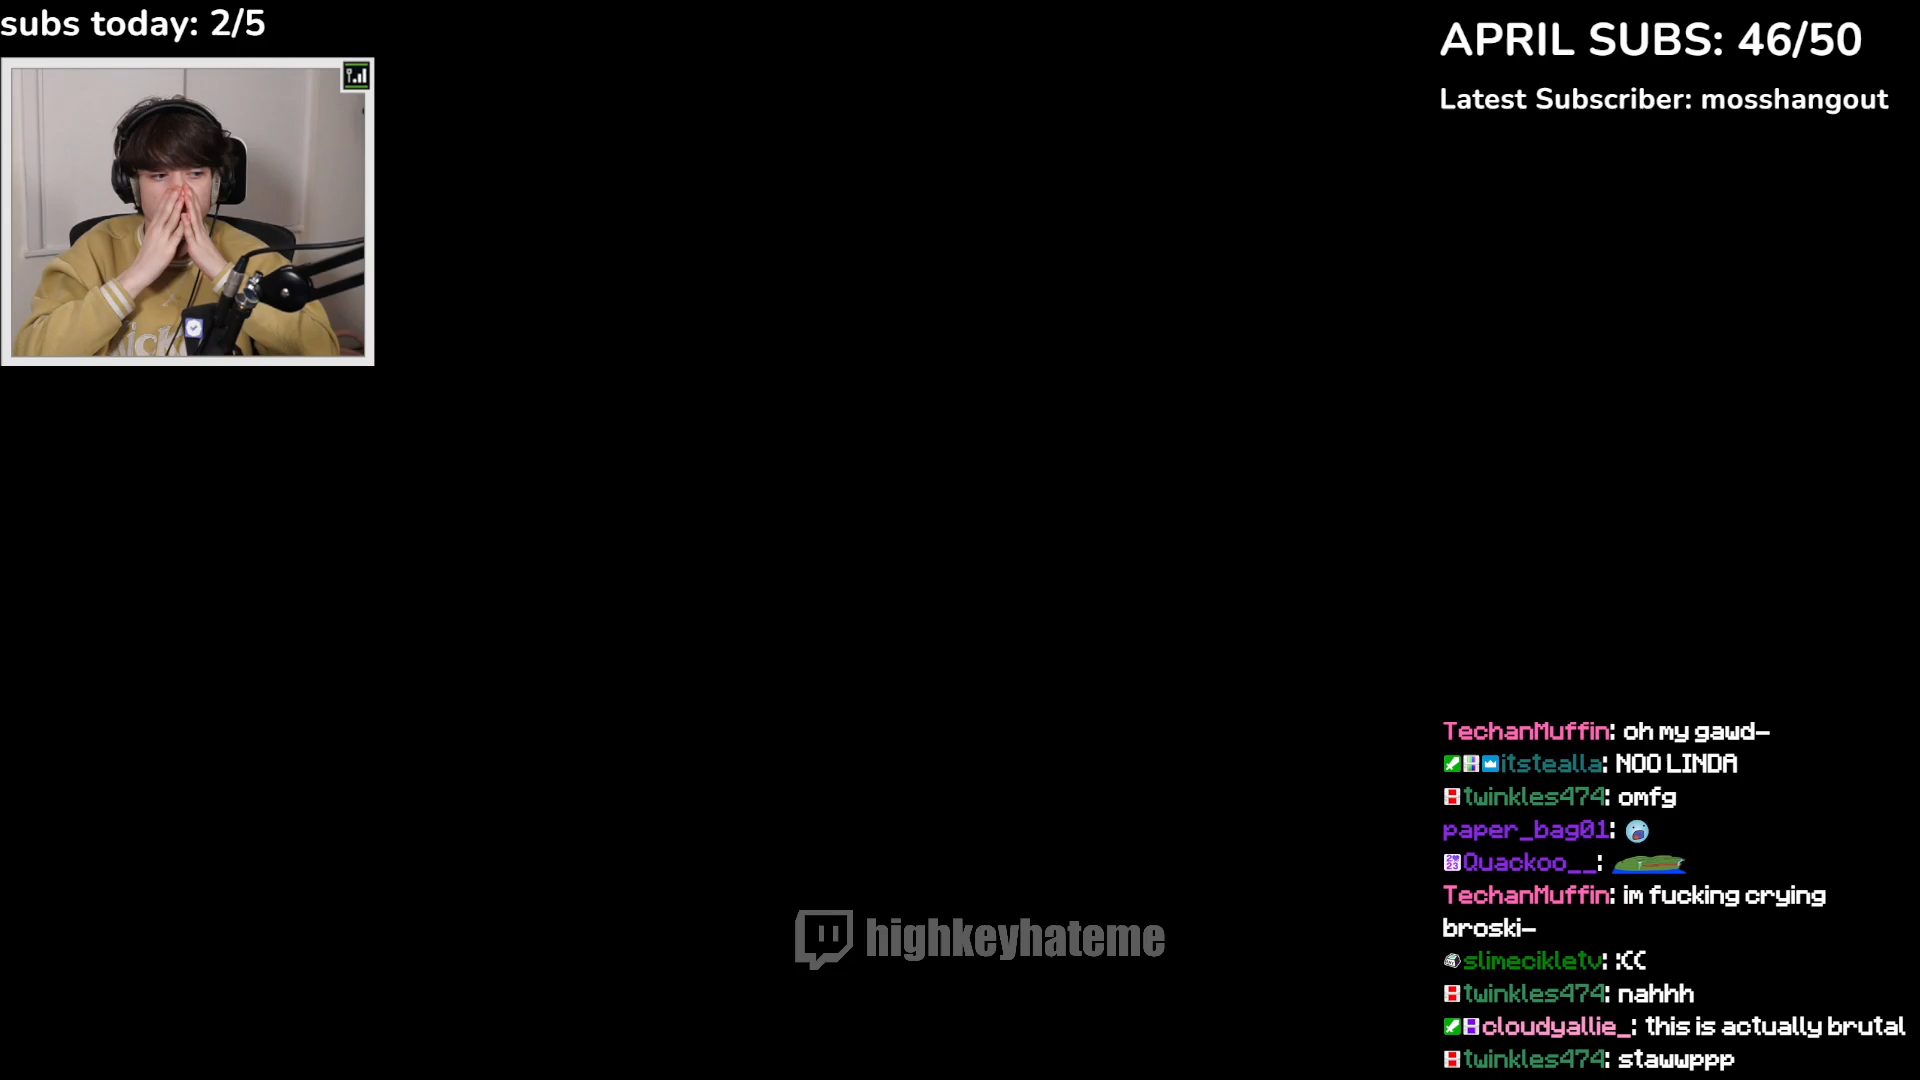 subs today: 2/5
APRIL SUBS: 46/50
Latest Subscriber: mosshangout
TechanMuffin: oh my gawd-
itstealla: NOO LINDA
twinkles474: omfg
paper_bag01:
Quackoo__:
TechanMuffin: im fucking crying
broski-
slimecikletv: :CC
twinkles474: nahhh
cloudyallie_: this is actually brutal
twinkles474: stawwppp
highkeyhateme